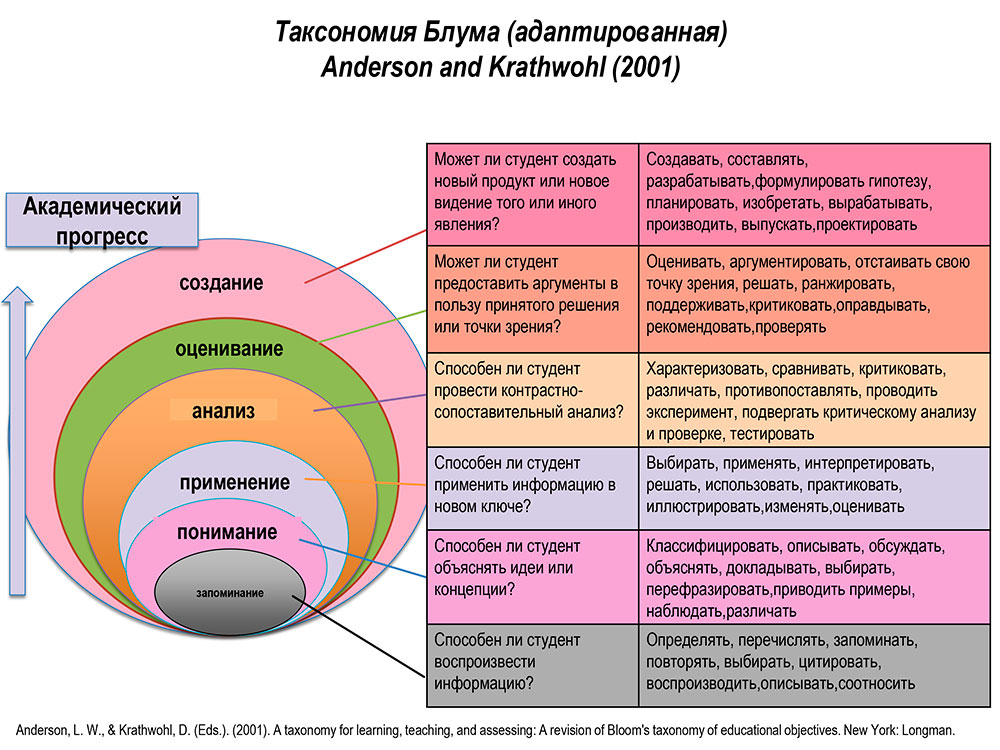 Таксономия Блума (адаптированная)
Anderson and Krathwohl (2001)
Академический
прогресс
создание
оценивание
анализ
применение
понимание
запоминание
Может ли студент создать
новый продукт или новое
видение того или иного
явления?
Создавать, составлять,
разрабатывать,формулировать гипотезу,
планировать, изобретать, вырабатывать,
производить, выпускать,проектировать
Может ли студент
предоставить аргументы в
пользу принятого решения
или точки зрения?
Оценивать, аргументировать, отстаивать свою
точку зрения, решать, ранжировать,
поддерживать,критиковать,оправдывать,
рекомендовать,проверять
Способен ли студент
провести контрастно-
сопоставительный анализ?
Характеризовать, сравнивать, критиковать,
различать, противопоставлять, проводить
эксперимент, подвергать критическому анализу
и проверке, тестировать
Способен ли студент
применить информацию в
новом ключе?
Выбирать, применять, интерпретировать,
решать, использовать, практиковать,
иллюстрировать,изменять,оценивать
Способен ли студент
объяснять идеи или
концепции?
Классифицировать, описывать, обсуждать,
объяснять, докладывать, выбирать,
перефразировать,приводить примеры,
наблюдать,различать
Способен ли студент
воспроизвести
информацию?
Определять, перечислять, запоминать,
повторять, выбирать, цитировать,
воспроизводить,описывать,соотносить
Anderson, L. W., & Krathwohl, D. (Eds.). (2001). A taxonomy for learning, teaching, and assessing: A revision of Bloom's taxonomy of educational objectives. New York: Longman.